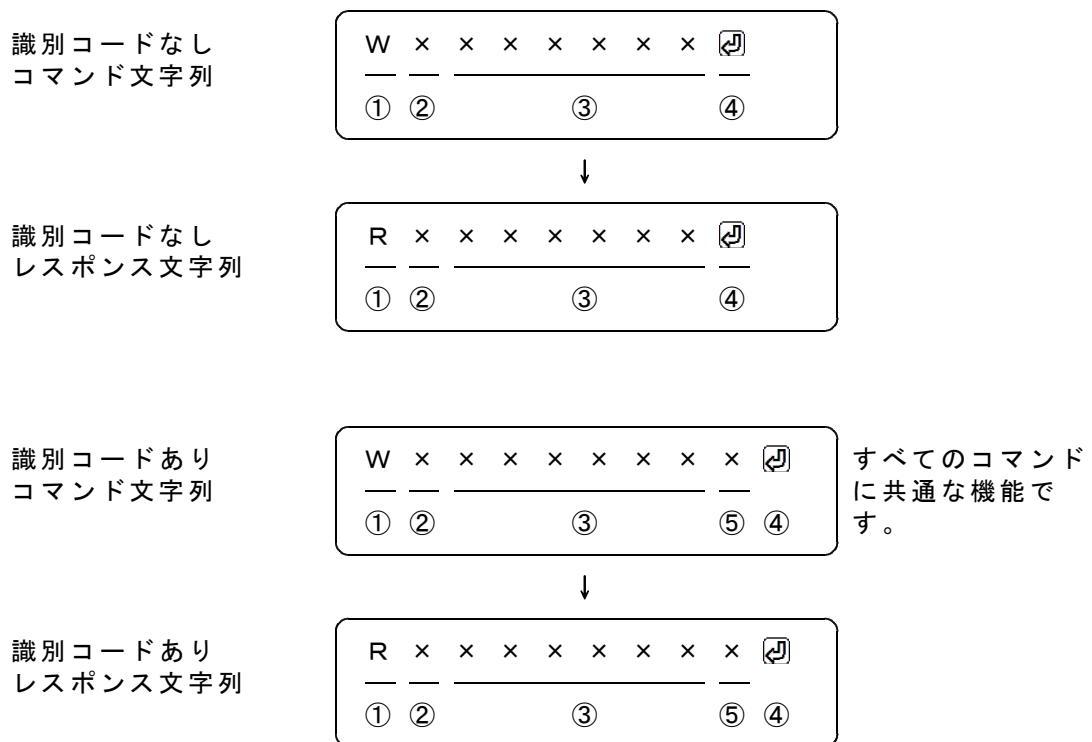 識別コードなし
コマンド文字列
W × × × × × × × ↵
① ② ③ ④
↓
識別コードなし
レスポンス文字列
R × × × × × × × ↵
① ② ③ ④
識別コードあり
コマンド文字列
W × × × × × × × × ↵
① ② ③ ⑤ ④
すべてのコマンド
に共通な機能で
す。
↓
識別コードあり
レスポンス文字列
R × × × × × × × × ↵
① ② ③ ⑤ ④